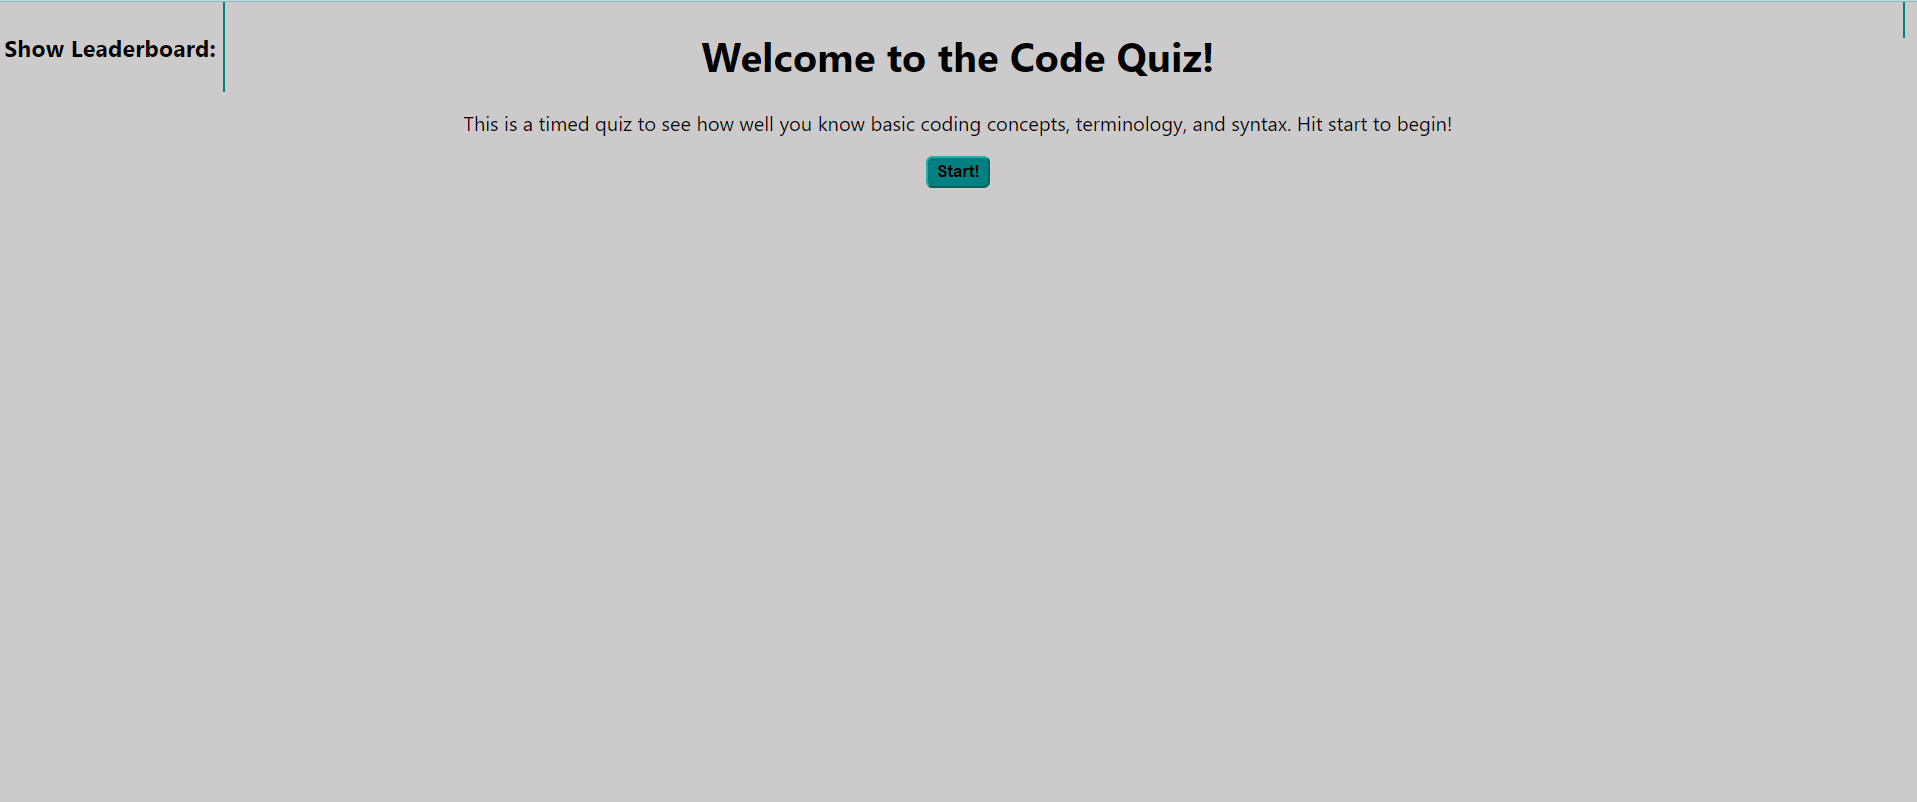 Show Leaderboard:
Welcome to the Code Quiz!
This is a timed quiz to see how well you know basic coding concepts, terminology, and syntax. Hit start to begin!
Start!